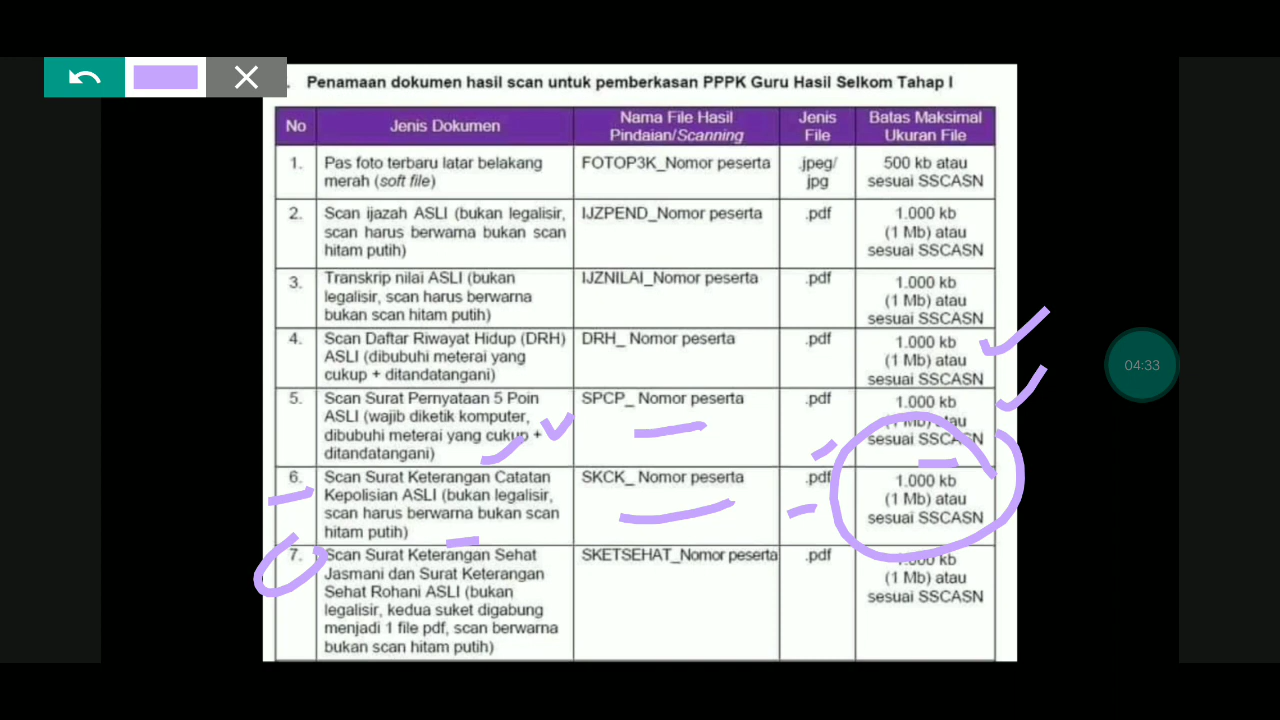 Penamaan dokumen hasil scan untuk pemberkasan PPPK Guru Hasil Selkom Tahap I
No
Jenis Dokumen
Nama File Hasil
Pindaian/Scanning
Jenis
File
Batas Maksimal
Ukuran File
1.
Pas foto terbaru latar belakang
merah (soft file)
FOTOP3K_Nomor peserta
.jpeg/
jpg
500 kb atau
sesuai SSCASN
2.
Scan ijazah ASLI (bukan legalisir,
scan harus berwarna bukan scan
hitam putih)
IJZPEND_Nomor peserta
.pdf
1.000 kb
(1 Mb) atau
sesuai SSCASN
3.
Transkrip nilai ASLI (bukan
legalisir, scan harus berwarna
bukan scan hitam putih)
IJZNILAI_Nomor peserta
.pdf
1.000 kb
(1 Mb) atau
sesuai SSCASN
4.
Scan Daftar Riwayat Hidup (DRH)
ASLI (dibubuhi meterai yang
cukup + ditandatangani)
DRH_ Nomor peserta
.pdf
1.000 kb
(1 Mb) atau
sesuai SSCASN
5.
Scan Surat Pernyataan 5 Poin
ASLI (wajib diketik komputer,
dibubuhi meterai yang cukup +
ditandatangani)
SPCP_ Nomor peserta
.pdf
1.000 kb
(1 Mb) atau
sesuai SSCASN
6.
Scan Surat Keterangan Catatan
Kepolisian ASLI (bukan legalisir,
scan harus berwarna bukan scan
hitam putih)
SKCK_ Nomor peserta
.pdf
1.000 kb
(1 Mb) atau
sesuai SSCASN
7.
Scan Surat Keterangan Sehat
Jasmani dan Surat Keterangan
Sehat Rohani ASLI (bukan
legalisir, kedua suket digabung
menjadi 1 file pdf, scan berwarna
bukan scan hitam putih)
SKETSEHAT_Nomor peserta
.pdf
1.000 kb
(1 Mb) atau
sesuai SSCASN
04:33